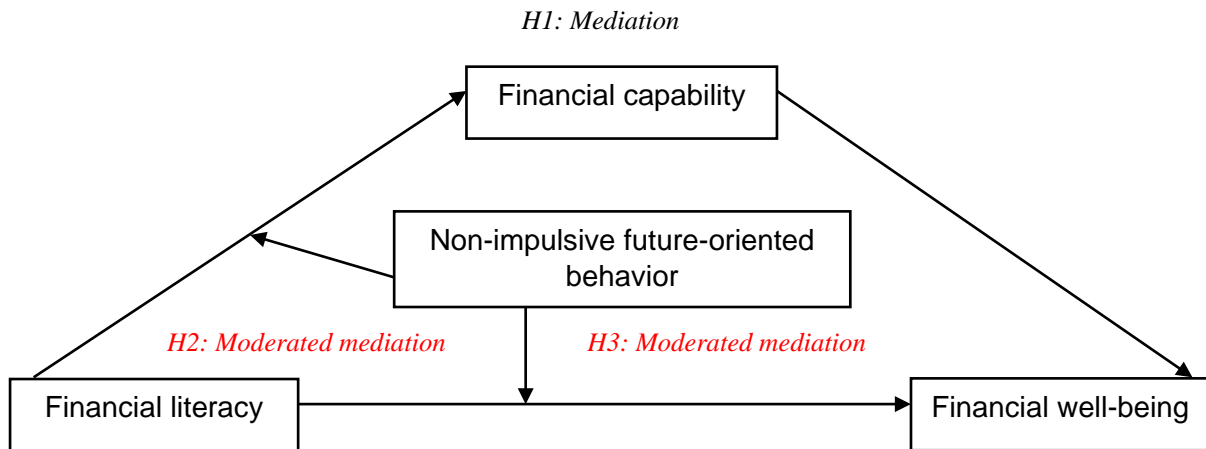 H1: Mediation
Financial capability
Non-impulsive future-oriented
behavior
H2: Moderated mediation
H3: Moderated mediation
Financial literacy
Financial well-being